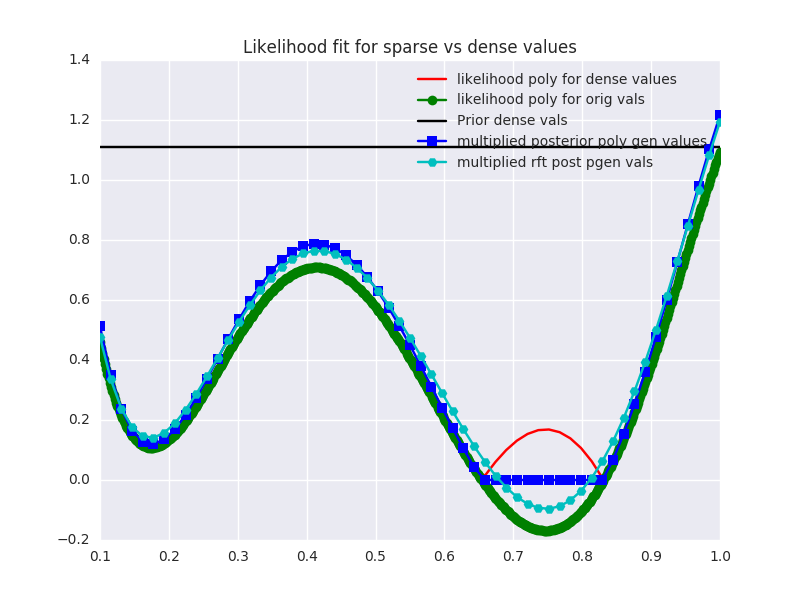 Likelihood fit for sparse vs dense values
likelihood poly for dense values
likelihood poly for orig vals
Prior dense vals
multiplied posterior poly gen values
multiplied rft post pgen vals
1.4
1.2
1.0
0.8
0.6
0.4
0.2
0.0
−0.2
0.1 0.2 0.3 0.4 0.5 0.6 0.7 0.8 0.9 1.0